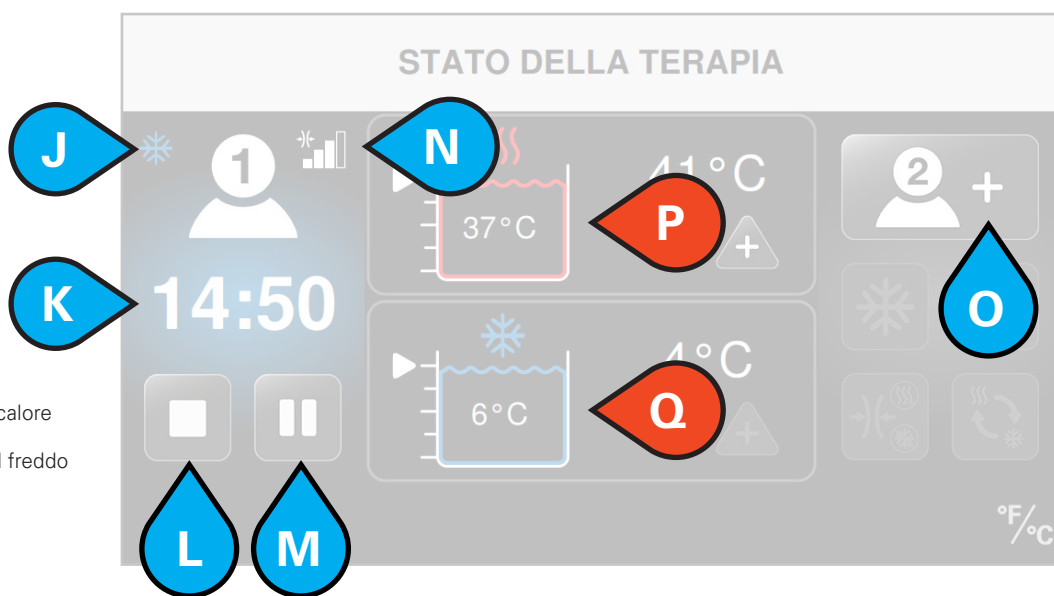 STATO DELLA TERAPIA
J
1
N
41°C
2
+
37°C
P
+
K
14:50
O
4°C
6°C
Q
+
calore
freddo
L
M
°F/°C